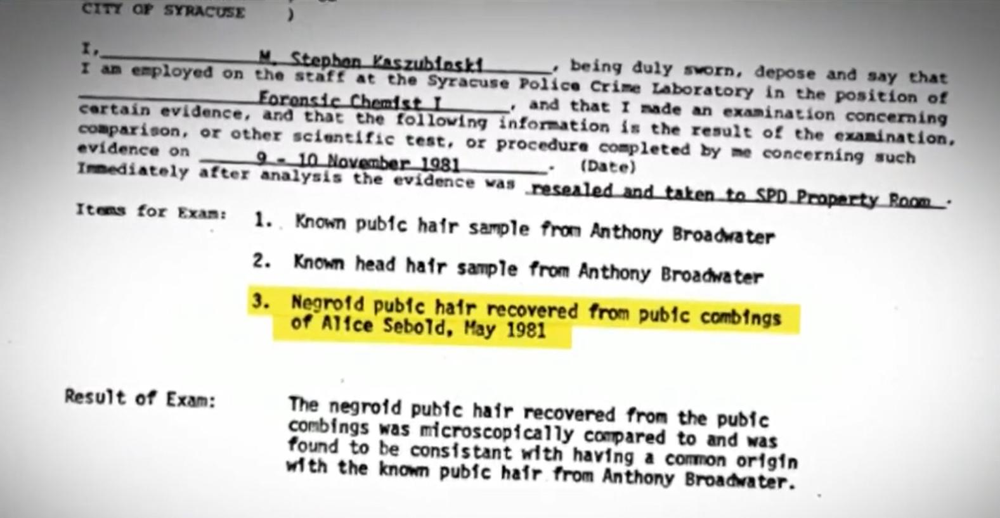 CITY OF SYRACUSE )
I, M. Stephen Kaszubinski, being duly sworn, depose and say that
I am employed on the staff at the Syracuse Police Crime Laboratory in the position of
Forensic Chemist I, and that I made an examination concerning
certain evidence, and that the following information is the result of the examination,
comparison, or other scientific test, or procedure completed by me concerning such
evidence on 9 - 10 November 1981. (Date)
Immediately after analysis the evidence was resealed and taken to SPD Property Room.
Items for Exam: 1. Known pubic hair sample from Anthony Broadwater
2. Known head hair sample from Anthony Broadwater
3. Negroid pubic hair recovered from pubic combings
of Alice Sebold, May 1981
Result of Exam: The negroid pubic hair recovered from the pubic
combings was microscopically compared to and was
found to be consistant with having a common origin
with the known pubic hair from Anthony Broadwater.